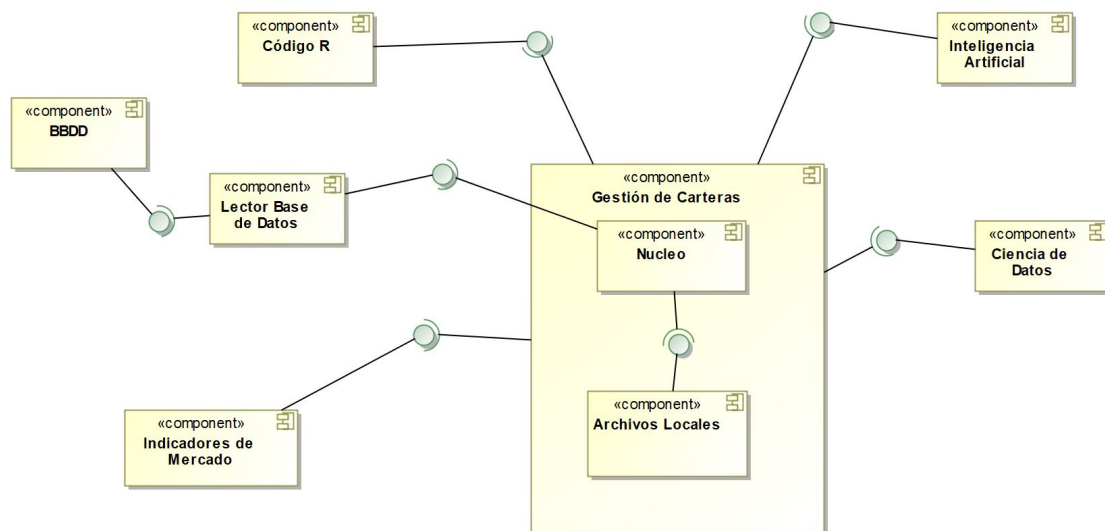 «component»
Código R
«component»
Inteligencia
Artificial
«component»
BBDD
«component»
Lector Base
de Datos
«component»
Gestión de Carteras
«component»
Nucleo
«component»
Ciencia de
Datos
«component»
Archivos Locales
«component»
Indicadores de
Mercado